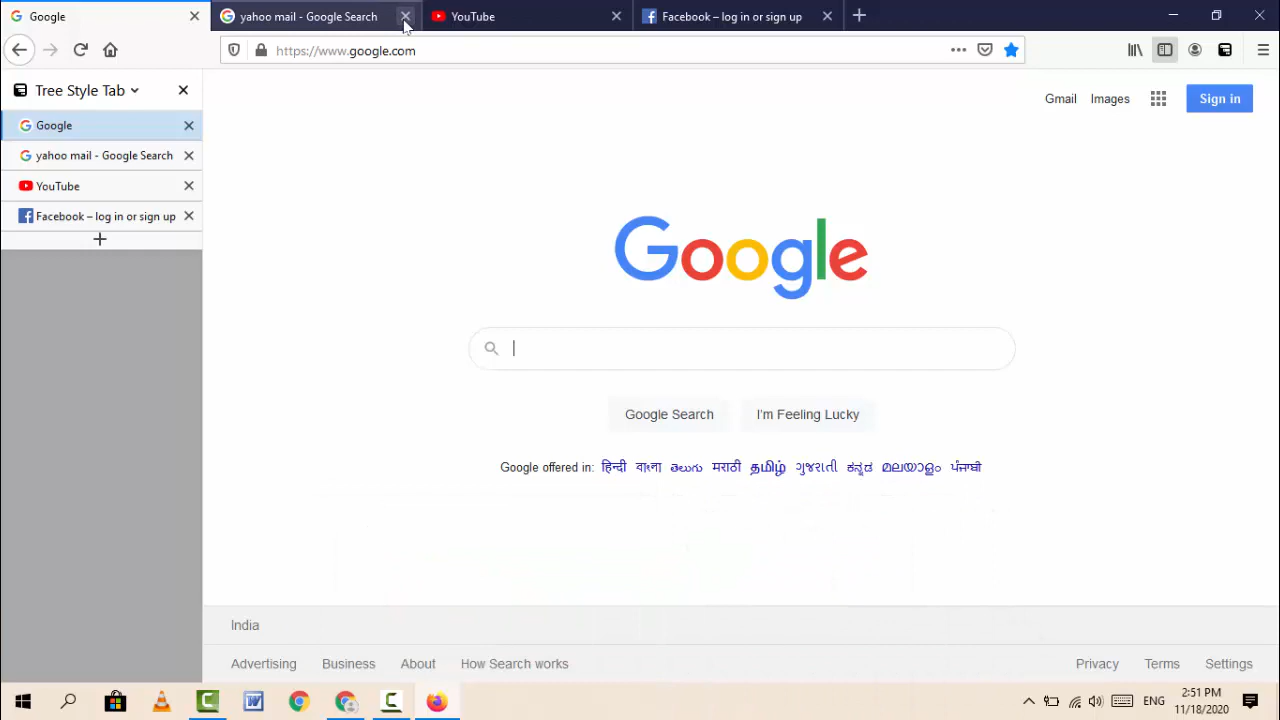 Google
yahoo mail - Google Search
YouTube
Facebook – log in or sign up
https://www.google.com
Tree Style Tab
Google
yahoo mail - Google Search
YouTube
Facebook – log in or sign up
Gmail
Images
Sign in
Google
Google Search
I'm Feeling Lucky
Google offered in: हिन्दी বাংলা తెలుగు मराठी தமிழ் ગુજરાતી ಕನ್ನಡ മലയാളം ਪੰਜਾਬੀ
India
Advertising
Business
About
How Search works
Privacy
Terms
Settings
ENG
2:51 PM
11/18/2020